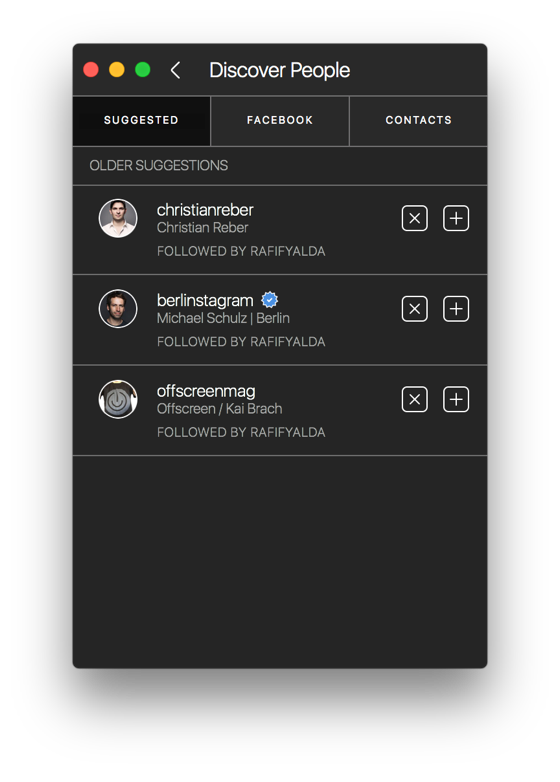 Discover People
SUGGESTED
FACEBOOK
CONTACTS
OLDER SUGGESTIONS
christianreber
Christian Reber
FOLLOWED BY RAFIFYALDA
berlinstagram
Michael Schulz | Berlin
FOLLOWED BY RAFIFYALDA
offscreenmag
Offscreen / Kai Brach
FOLLOWED BY RAFIFYALDA